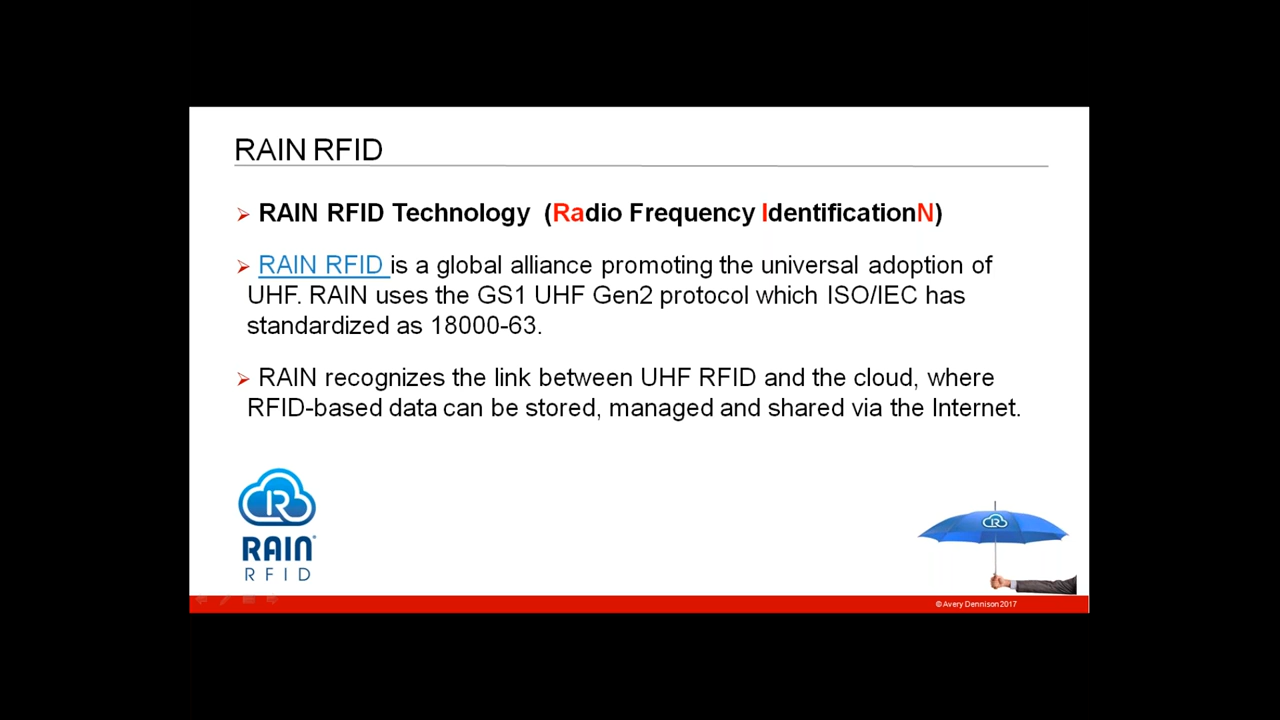 RAIN RFID
RAIN RFID Technology (Radio Frequency IdentificationN)
RAIN RFID is a global alliance promoting the universal adoption of
UHF. RAIN uses the GS1 UHF Gen2 protocol which ISO/IEC has
standardized as 18000-63.
RAIN recognizes the link between UHF RFID and the cloud, where
RFID-based data can be stored, managed and shared via the Internet.
R
RAIN®
RFID
R
© Avery Dennison 2017